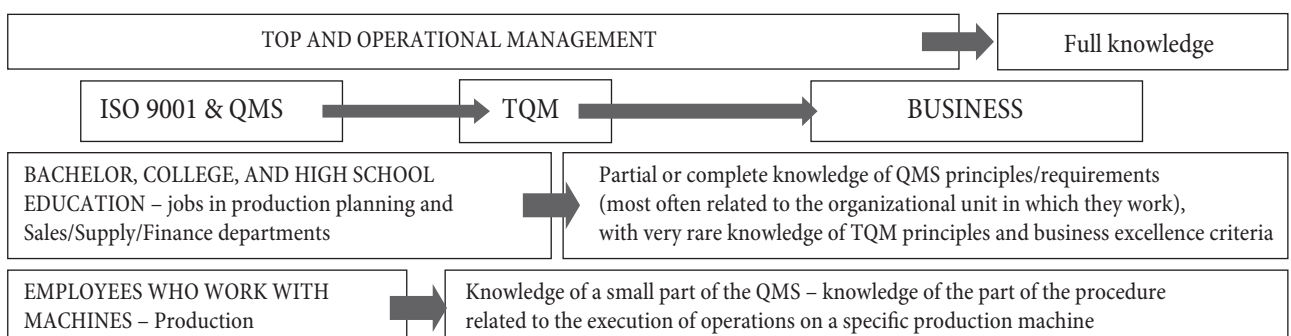 TOP AND OPERATIONAL MANAGEMENT
Full knowledge
ISO 9001 & QMS
TQM
BUSINESS
BACHELOR, COLLEGE, AND HIGH SCHOOL
EDUCATION – jobs in production planning and
Sales/Supply/Finance departments
Partial or complete knowledge of QMS principles/requirements
(most often related to the organizational unit in which they work),
with very rare knowledge of TQM principles and business excellence criteria
EMPLOYEES WHO WORK WITH
MACHINES – Production
Knowledge of a small part of the QMS – knowledge of the part of the procedure
related to the execution of operations on a specific production machine